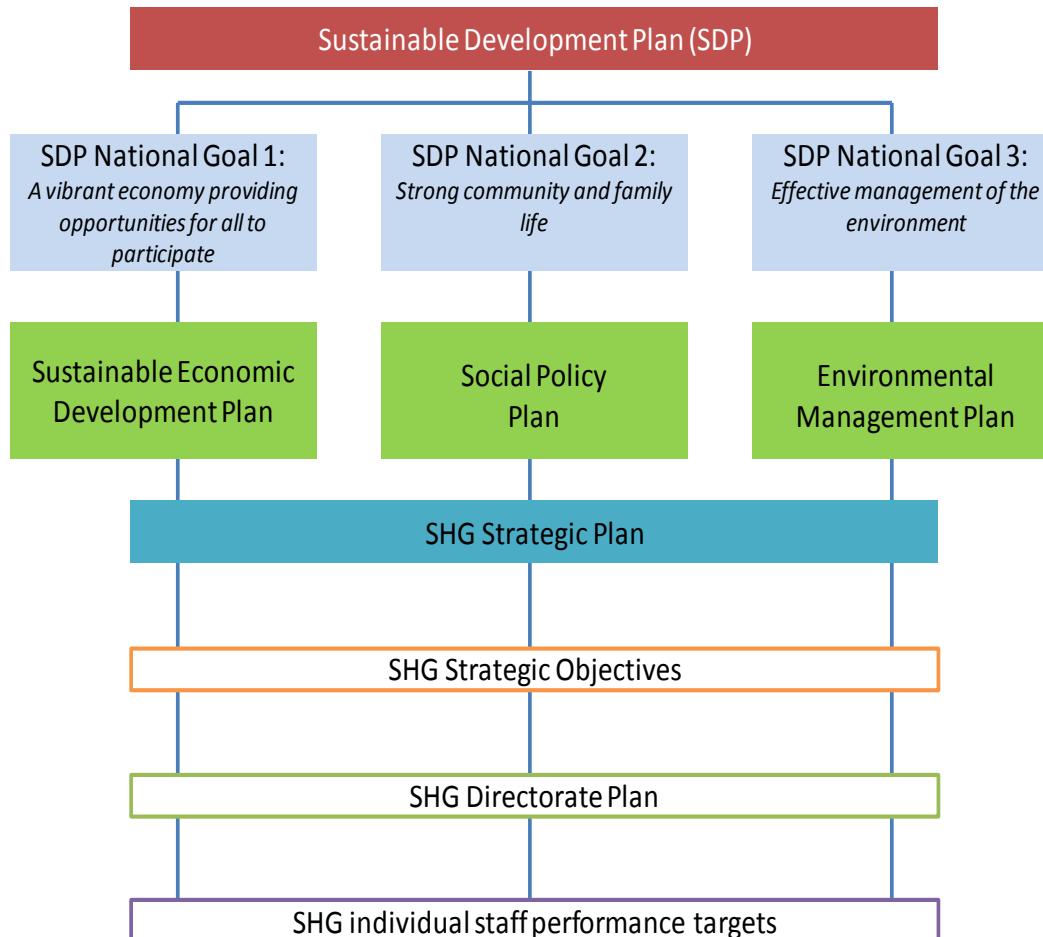 Sustainable Development Plan (SDP)
SDP National Goal 1:
A vibrant economy providing
opportunities for all to
participate
SDP National Goal 2:
Strong community and family
life
SDP National Goal 3:
Effective management of the
environment
Sustainable Economic
Development Plan
Social Policy
Plan
Environmental
Management Plan
SHG Strategic Plan
SHG Strategic Objectives
SHG Directorate Plan
SHG individual staff performance targets